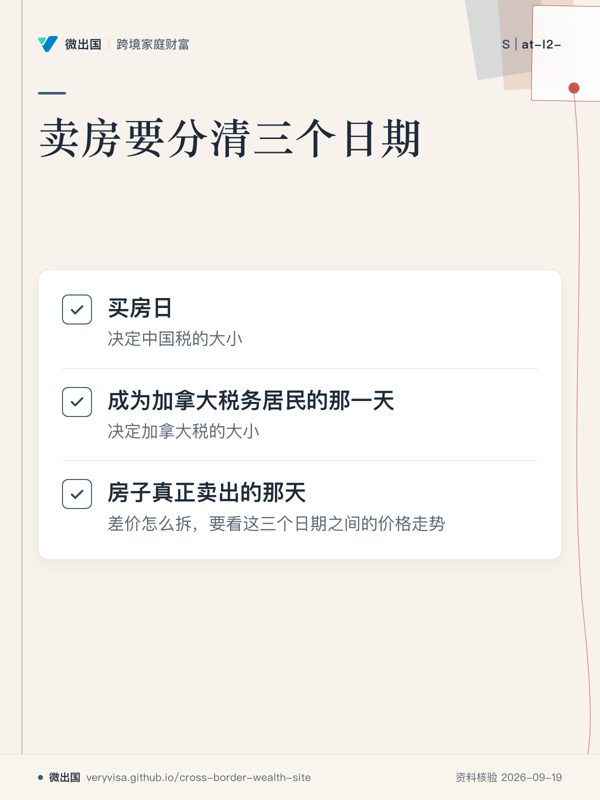 微出国 | 跨境家庭财富
S | at-l2-
卖房要分清三个日期
买房日
决定中国税的大小
成为加拿大税务居民的那一天
决定加拿大税的大小
房子真正卖出的那天
差价怎么拆，要看这三个日期之间的价格走势
微出国 veryvisa.github.io/cross-border-wealth-site
资料核验 2026-09-19